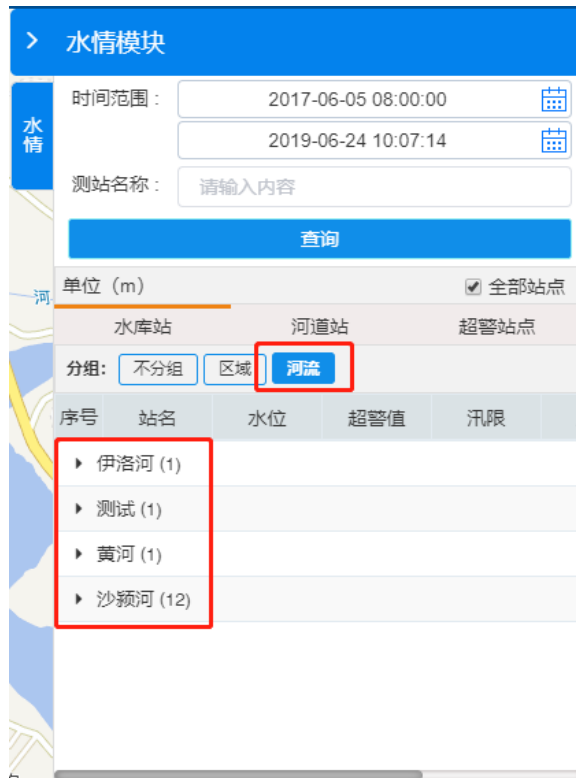 水情模块
水情
时间范围：
2017-06-05 08:00:00
2019-06-24 10:07:14
测站名称：
请输入内容
查询
河
单位（m）
全部站点
水库站 河道站 超警站点
分组: 不分组 区域 河流
序号 站名 水位 超警值 汛限
伊洛河 (1)
测试 (1)
黄河 (1)
沙颍河 (12)